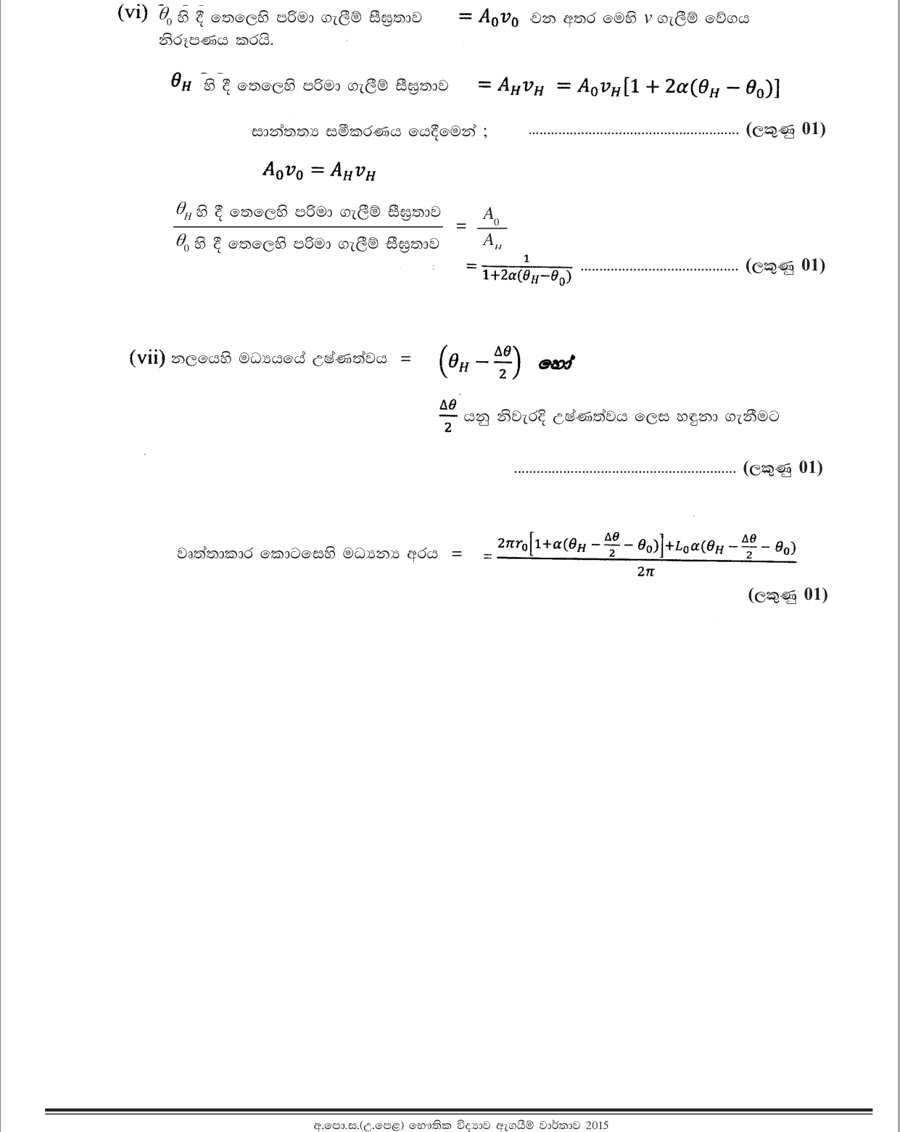 (vi) θ₀ හි දී තෙලෙහි පරිමා ගැලීම් සීඝ්‍රතාව = A₀v₀ වන අතර මෙහි v ගැලීම් වේගය
නිරූපණය කරයි.
θ_H හි දී තෙලෙහි පරිමා ගැලීම් සීඝ්‍රතාව = A_H v_H = A₀v_H[1 + 2α(θ_H − θ₀)]
සාන්තත්‍ය සමීකරණය යෙදීමෙන් ; ........................................................ (ලකුණු 01)
A₀v₀ = A_H v_H
θ_H හි දී තෙලෙහි පරිමා ගැලීම් සීඝ්‍රතාව / θ₀ හි දී තෙලෙහි පරිමා ගැලීම් සීඝ්‍රතාව = A₀ / A_H
= 1 / 1+2α(θ_H−θ₀) .......................................... (ලකුණු 01)
(vii) නලයෙහි මධ්‍යයයේ උෂ්ණත්වය = (θ_H − Δθ/2) හෝ
Δθ/2 යනු නිවැරදි උෂ්ණත්වය ලෙස හඳුනා ගැනීමට
........................................................... (ලකුණු 01)
වෘත්තාකාර කොටසෙහි මධ්‍යන්‍ය අරය = = 2πr₀[1+α(θ_H − Δθ/2 − θ₀)]+L₀α(θ_H − Δθ/2 − θ₀) / 2π
(ලකුණු 01)
අ.පො.ස.(උ.පෙළ) භෞතික විද්‍යාව ඇගයීම් වාර්තාව 2015